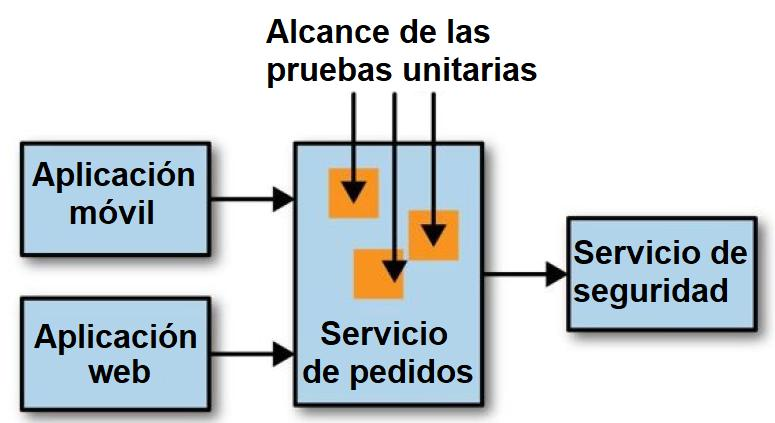 Alcance de las
pruebas unitarias
Aplicación
móvil
Aplicación
web
Servicio
de pedidos
Servicio de
seguridad